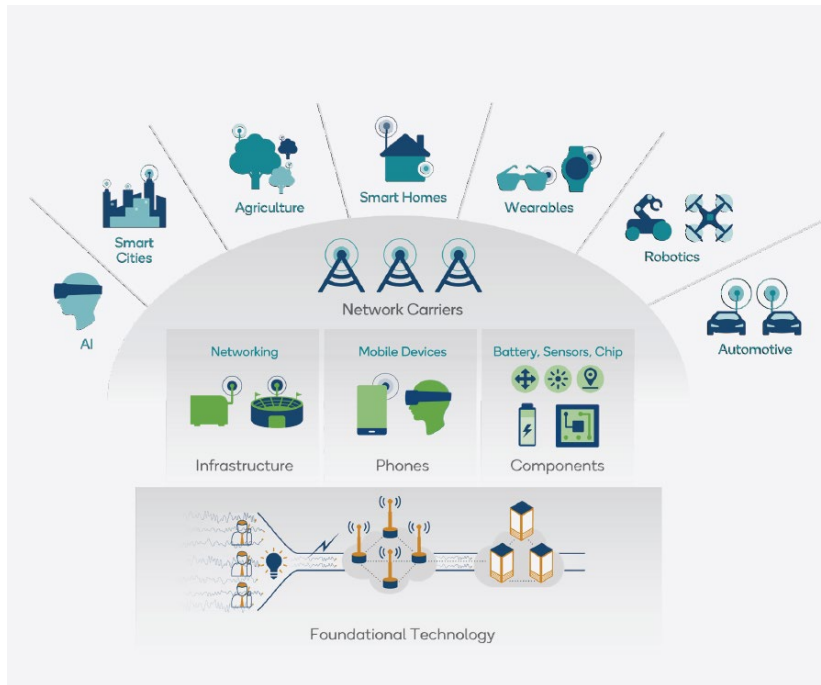 AI
Smart
Cities
Agriculture
Smart Homes
Wearables
Robotics
Automotive
Network Carriers
Networking
Mobile Devices
Battery, Sensors, Chip
Infrastructure
Phones
Components
Foundational Technology